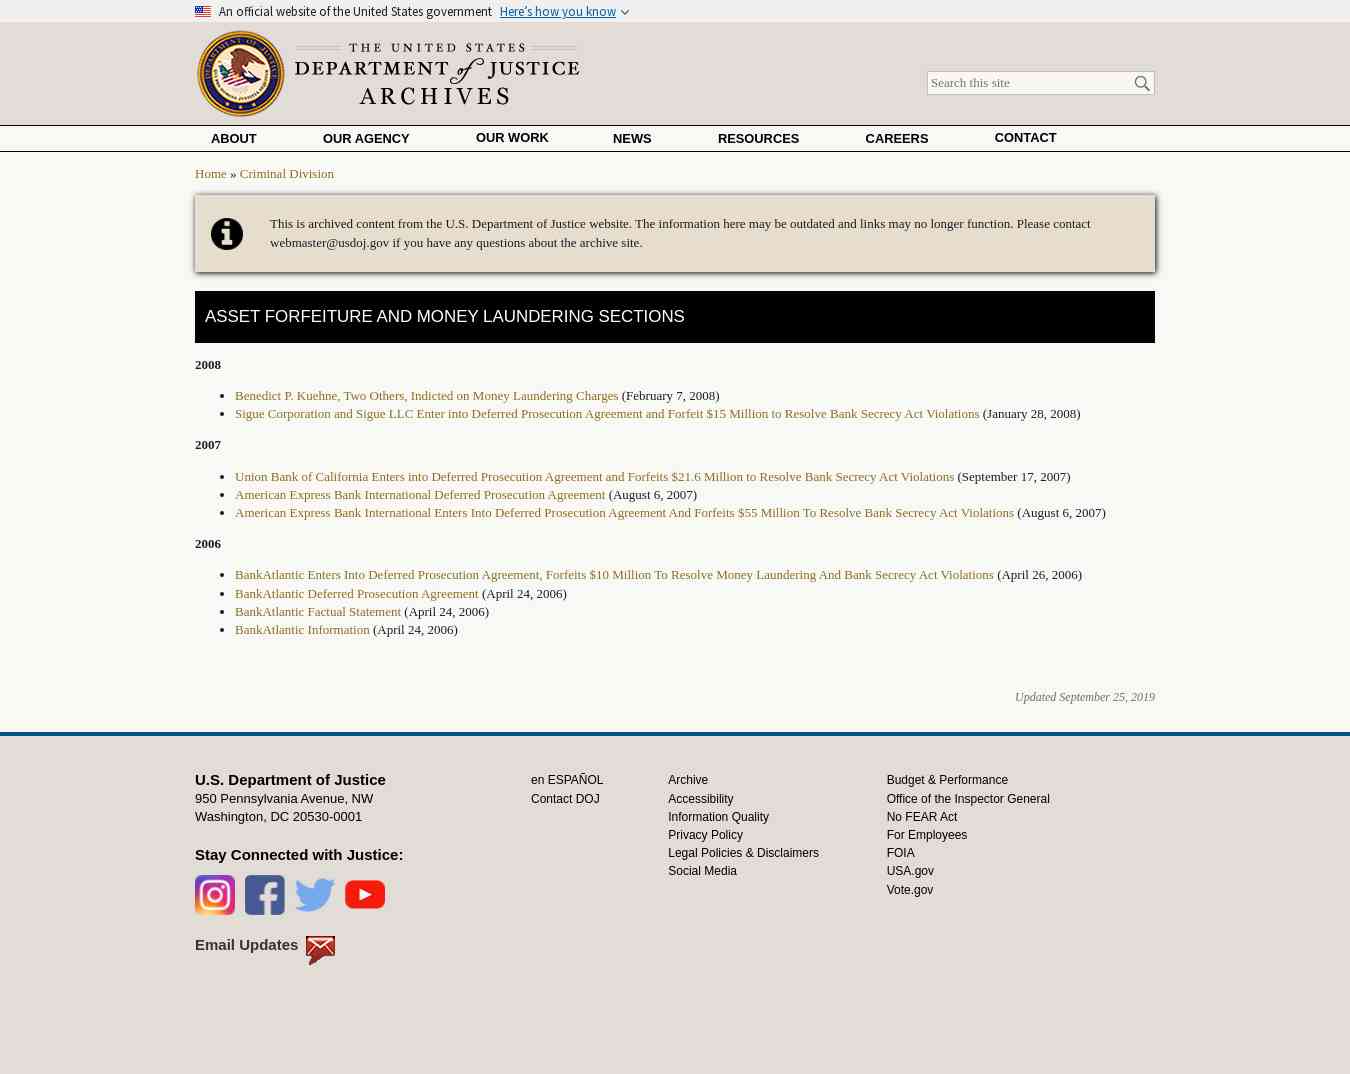 An official website of the United States government Here's how you know
THE UNITED STATES
DEPARTMENT of JUSTICE
ARCHIVES
Search this site
ABOUT OUR AGENCY OUR WORK NEWS RESOURCES CAREERS CONTACT
Home » Criminal Division
This is archived content from the U.S. Department of Justice website. The information here may be outdated and links may no longer function. Please contact
webmaster@usdoj.gov if you have any questions about the archive site.
ASSET FORFEITURE AND MONEY LAUNDERING SECTIONS
2008
Benedict P. Kuehne, Two Others, Indicted on Money Laundering Charges (February 7, 2008)
Sigue Corporation and Sigue LLC Enter into Deferred Prosecution Agreement and Forfeit $15 Million to Resolve Bank Secrecy Act Violations (January 28, 2008)
2007
Union Bank of California Enters into Deferred Prosecution Agreement and Forfeits $21.6 Million to Resolve Bank Secrecy Act Violations (September 17, 2007)
American Express Bank International Deferred Prosecution Agreement (August 6, 2007)
American Express Bank International Enters Into Deferred Prosecution Agreement And Forfeits $55 Million To Resolve Bank Secrecy Act Violations (August 6, 2007)
2006
BankAtlantic Enters Into Deferred Prosecution Agreement, Forfeits $10 Million To Resolve Money Laundering And Bank Secrecy Act Violations (April 26, 2006)
BankAtlantic Deferred Prosecution Agreement (April 24, 2006)
BankAtlantic Factual Statement (April 24, 2006)
BankAtlantic Information (April 24, 2006)
Updated September 25, 2019
U.S. Department of Justice
950 Pennsylvania Avenue, NW
Washington, DC 20530-0001
Stay Connected with Justice:
Email Updates
en ESPAÑOL
Contact DOJ
Archive
Accessibility
Information Quality
Privacy Policy
Legal Policies & Disclaimers
Social Media
Budget & Performance
Office of the Inspector General
No FEAR Act
For Employees
FOIA
USA.gov
Vote.gov